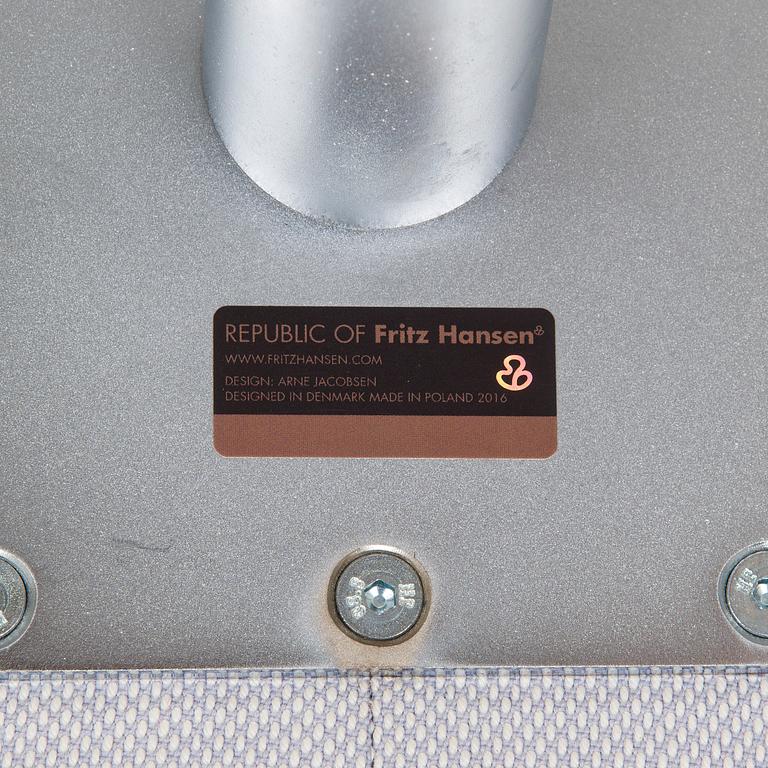 REPUBLIC OF Fritz Hansen
WWW.FRITZHANSEN.COM
DESIGN: ARNE JACOBSEN
DESIGNED IN DENMARK MADE IN POLAND 2016